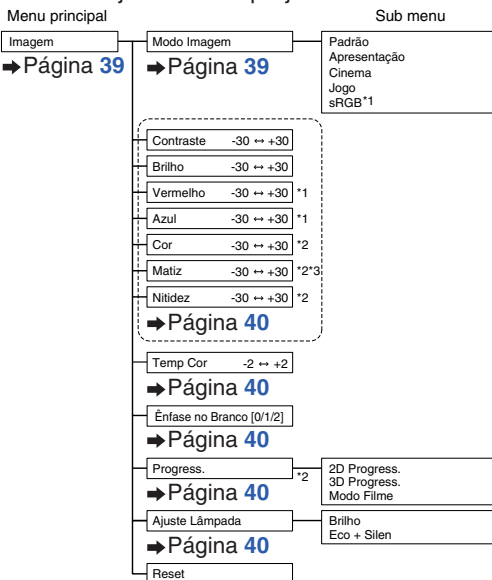 Menu principal
Sub menu
Imagem
➡Página 39
Modo Imagem
➡Página 39
Padrão
Apresentação
Cinema
Jogo
sRGB*1
Contraste -30 ↔ +30
Brilho -30 ↔ +30
Vermelho -30 ↔ +30 *1
Azul -30 ↔ +30 *1
Cor -30 ↔ +30 *2
Matiz -30 ↔ +30 *2*3
Nitidez -30 ↔ +30 *2
➡Página 40
Temp Cor -2 ↔ +2
➡Página 40
Ênfase no Branco [0/1/2]
➡Página 40
Progress. *2
➡Página 40
2D Progress.
3D Progress.
Modo Filme
Ajuste Lâmpada
➡Página 40
Brilho
Eco + Silen
Reset